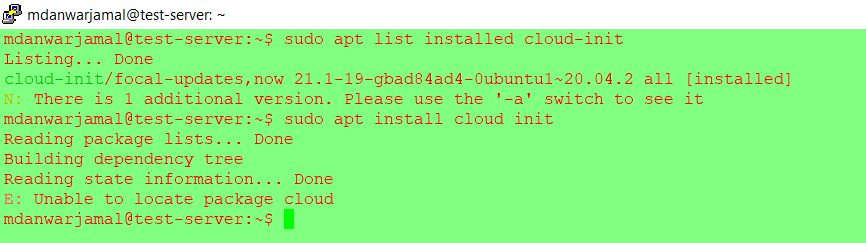 mdanwarjamal@test-server: ~
mdanwarjamal@test-server:~$ sudo apt list installed cloud-init
Listing... Done
cloud-init/focal-updates,now 21.1-19-gbad84ad4-0ubuntu1~20.04.2 all [installed]
N: There is 1 additional version. Please use the '-a' switch to see it
mdanwarjamal@test-server:~$ sudo apt install cloud init
Reading package lists... Done
Building dependency tree
Reading state information... Done
E: Unable to locate package cloud
mdanwarjamal@test-server:~$